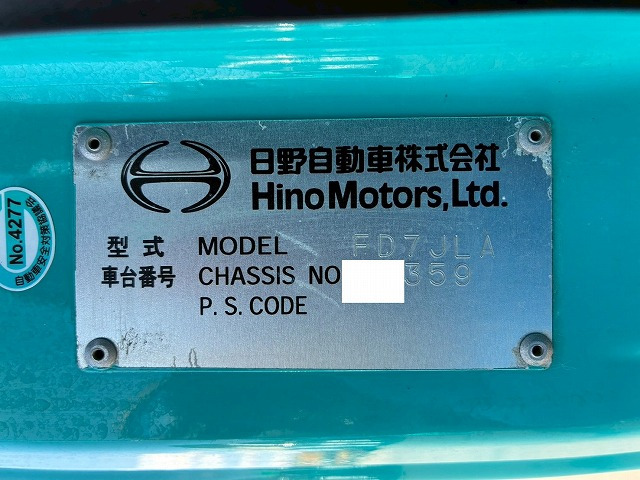 日野自動車株式会社
Hino Motors, Ltd.
型式 MODEL FD7JLA
車台番号 CHASSIS NO 359
P. S. CODE
No.4277